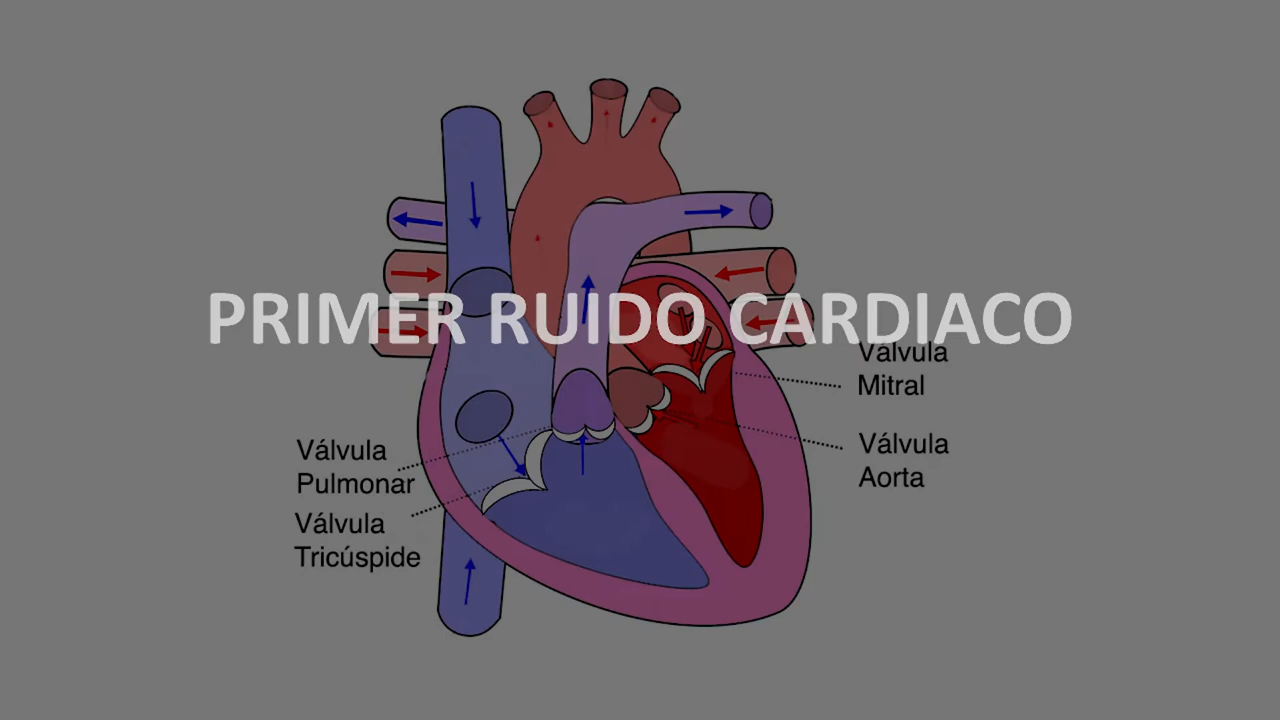 PRIMER RUIDO CARDIACO
Válvula
Mitral
Válvula
Aorta
Válvula
Pulmonar
Válvula
Tricúspide